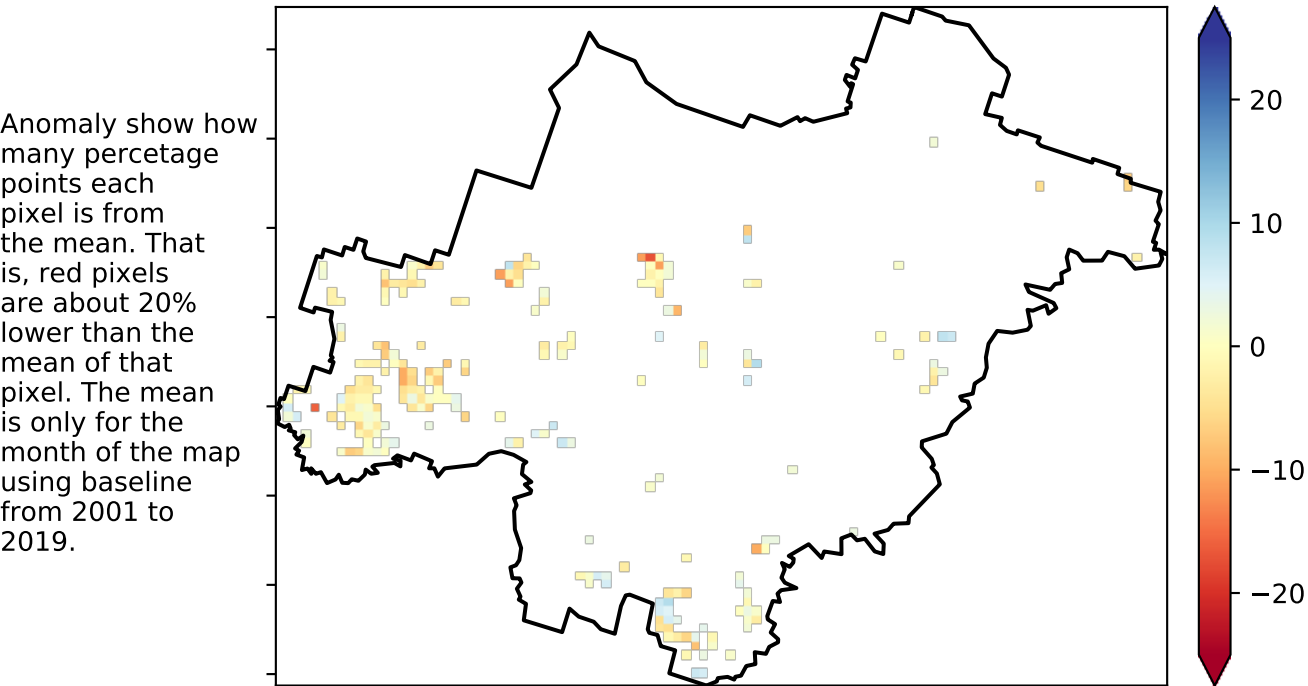 Anomaly show how
many percetage
points each
pixel is from
the mean. That
is, red pixels
are about 20%
lower than the
mean of that
pixel. The mean
is only for the
month of the map
using baseline
from 2001 to
2019.
20
10
0
−10
−20